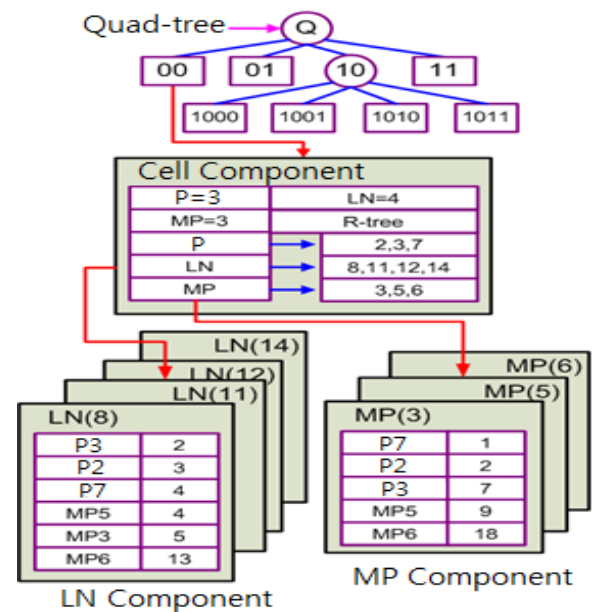 Quad-tree Q
00 01 10 11
1000 1001 1010 1011
Cell Component
P=3 LN=4
MP=3 R-tree
P 2,3,7
LN 8,11,12,14
MP 3,5,6
LN(14)
LN(12)
LN(11)
LN(8)
P3 2
P2 3
P7 4
MP5 4
MP3 5
MP6 13
LN Component
MP(6)
MP(5)
MP(3)
P7 1
P2 2
P3 7
MP5 9
MP6 18
MP Component